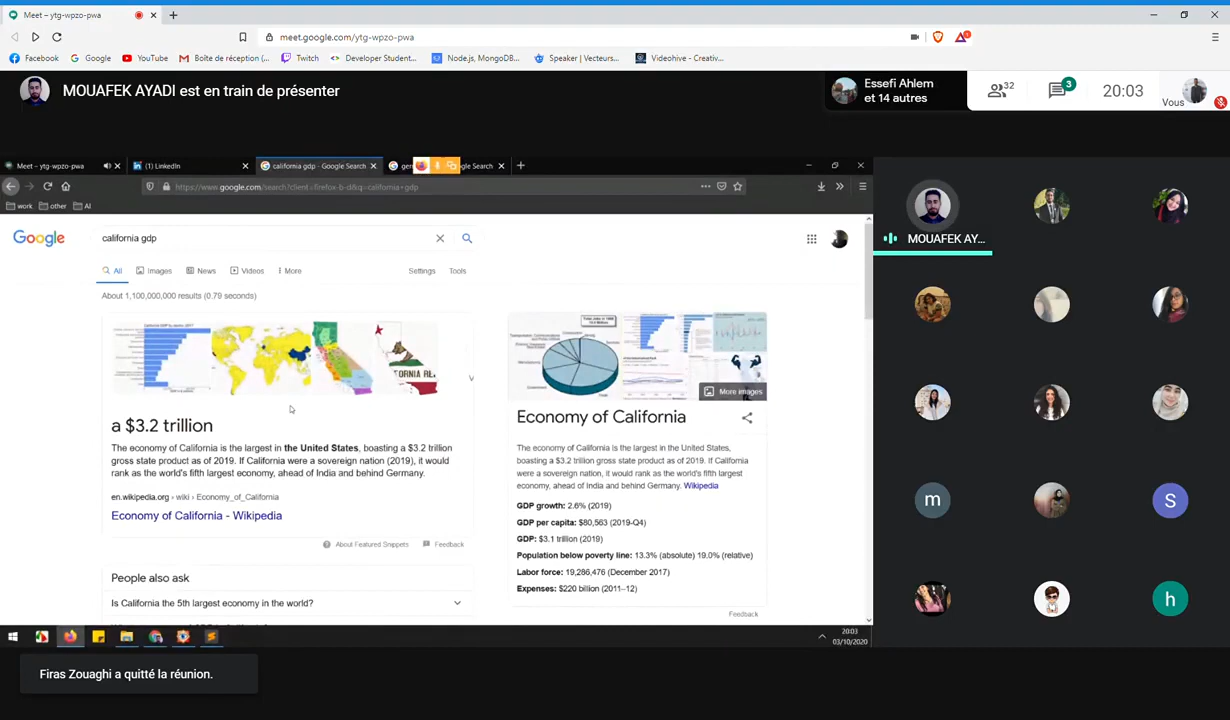 Meet – ytg-wpzo-pwa
meet.google.com/ytg-wpzo-pwa
Facebook Google YouTube Boîte de réception (... Twitch Developer Student... Node.js, MongoDB... Speaker | Vecteurs... Videohive - Creativ...
MOUAFEK AYADI est en train de présenter
Essefi Ahlem
et 14 autres
32
3
20:03
Vous
Meet – ytg-wpzo-pwa (1) LinkedIn california gdp - Google Search gle Search
https://www.google.com/search?client=firefox-b-d&q=california+gdp
work other AI
Google
california gdp
All Images News Videos More Settings Tools
About 1,100,000,000 results (0.79 seconds)
More images
a $3.2 trillion
The economy of California is the largest in the United States, boasting a $3.2 trillion
gross state product as of 2019. If California were a sovereign nation (2019), it would
rank as the world's fifth largest economy, ahead of India and behind Germany.
en.wikipedia.org › wiki › Economy_of_California
Economy of California - Wikipedia
About Featured Snippets Feedback
People also ask
Is California the 5th largest economy in the world?
Economy of California
The economy of California is the largest in the United States, boasting a $3.2 trillion
gross state product as of 2019. If California were a sovereign nation (2019), it would
rank as the world's fifth largest economy, ahead of India and behind Germany. Wikipedia
GDP growth: 2.6% (2019)
GDP per capita: $80,563 (2019-Q4)
GDP: $3.1 trillion (2019)
Population below poverty line: 13.3% (absolute) 19.0% (relative)
Labor force: 19,286,476 (December 2017)
Expenses: $220 billion (2011–12)
Feedback
20:03
03/10/2020
MOUAFEK AY...
m
S
h
Firas Zouaghi a quitté la réunion.